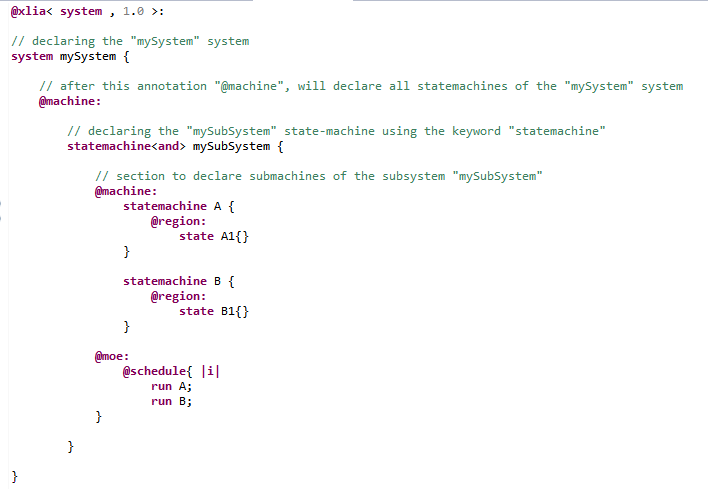 @xlia< system , 1.0 >:
// declaring the "mySystem" system
system mySystem {
// after this annotation "@machine", will declare all statemachines of the "mySystem" system
@machine:
// declaring the "mySubSystem" state-machine using the keyword "statemachine"
statemachine<and> mySubSystem {
// section to declare submachines of the subsystem "mySubSystem"
@machine:
statemachine A {
@region:
state A1{}
}
statemachine B {
@region:
state B1{}
}
@moe:
@schedule{ |i|
run A;
run B;
}
}
}